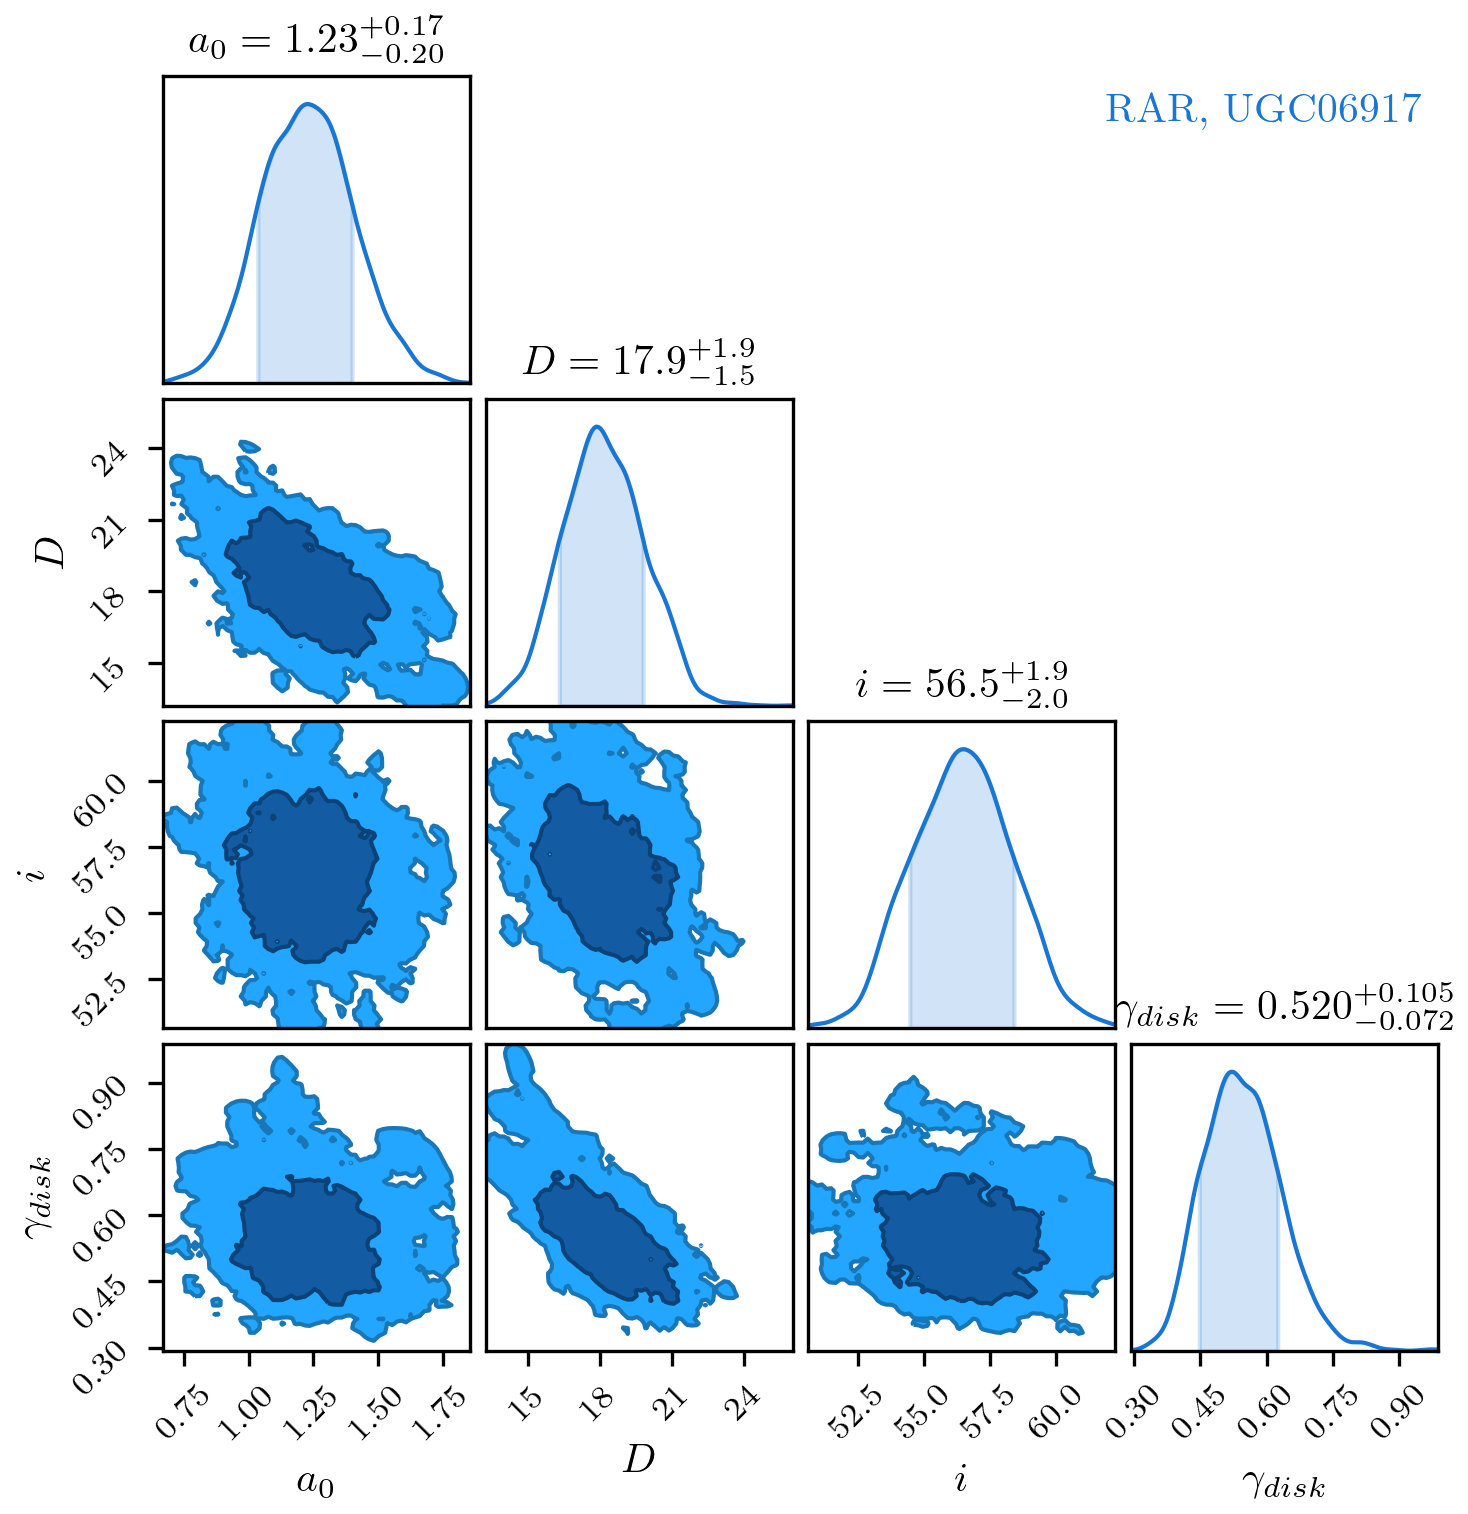 a₀ = 1.23⁺⁰·¹⁷₋₀.₂₀
RAR, UGC06917
D = 17.9⁺¹·⁹₋₁.₅
24
21
18
15
D
i = 56.5⁺¹·⁹₋₂.₀
60.0
57.5
55.0
52.5
i
γ_disk = 0.520⁺⁰·¹⁰⁵₋₀.₀₇₂
0.90
0.75
0.60
0.45
0.30
γ_disk
0.75 1.00 1.25 1.50 1.75
15 18 21 24
52.5 55.0 57.5 60.0
0.30 0.45 0.60 0.75 0.90
a₀
D
i
γ_disk